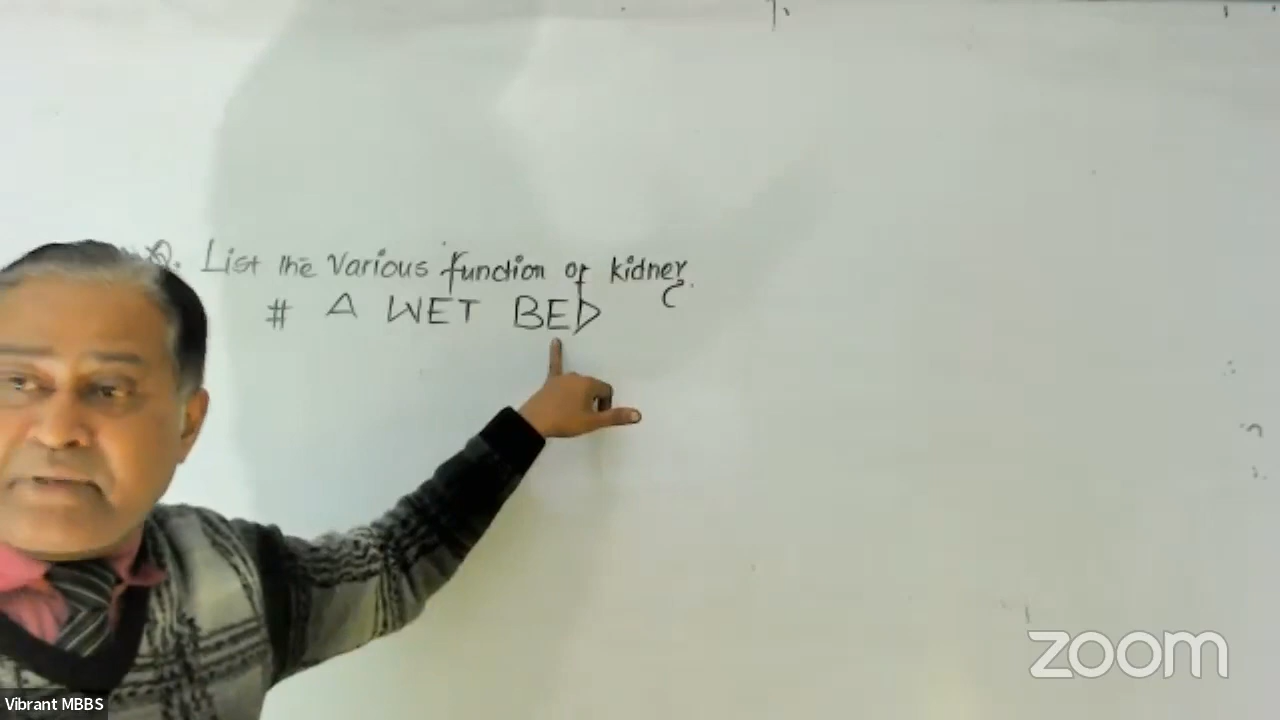 Q. List the Various function of kidney.
# A WET BED
zoom
Vibrant MBBS